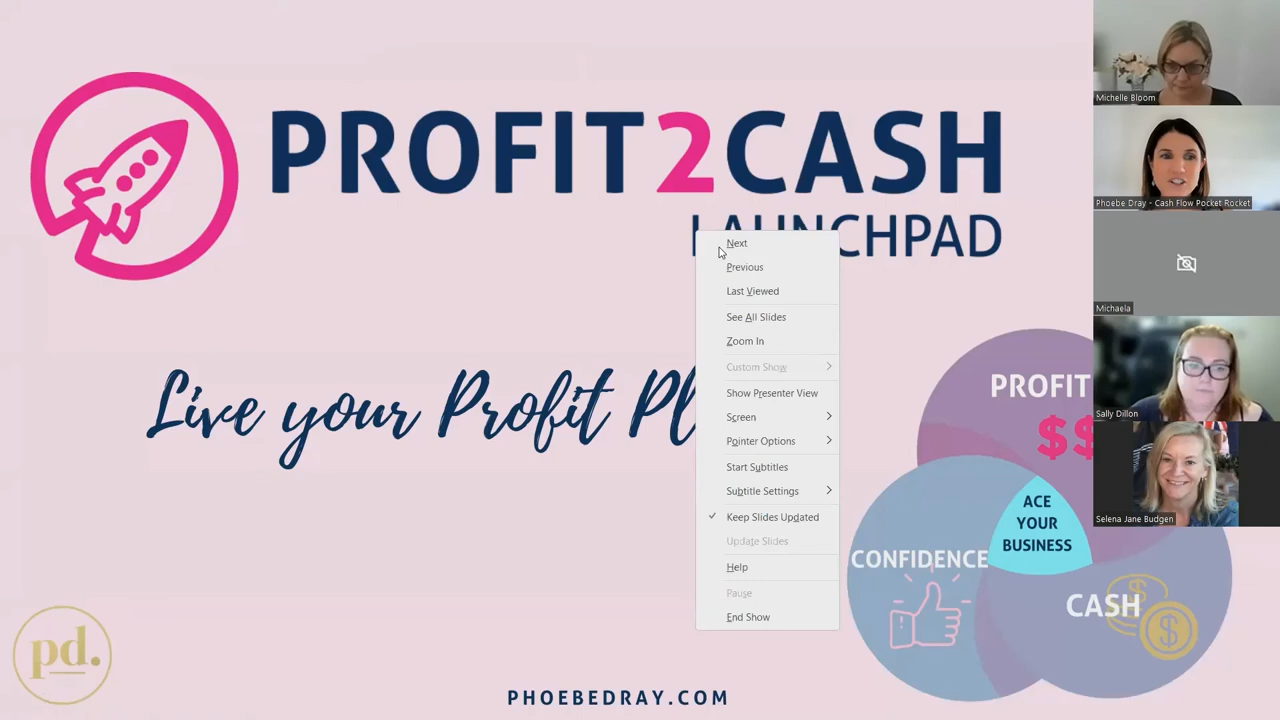 PROFIT2CASH
LAUNCHPAD
Live your Profit Pl
Next
Previous
Last Viewed
See All Slides
Zoom In
Custom Show
Show Presenter View
Screen
Pointer Options
Start Subtitles
Subtitle Settings
Keep Slides Updated
Update Slides
Help
Pause
End Show
PROFIT
$$
ACE
YOUR
BUSINESS
CONFIDENCE
CASH
$
$
pd.
PHOEBEDRAY.COM
Michelle Bloom
Phoebe Dray - Cash Flow Pocket Rocket
Michaela
Sally Dillon
Selena Jane Budgen